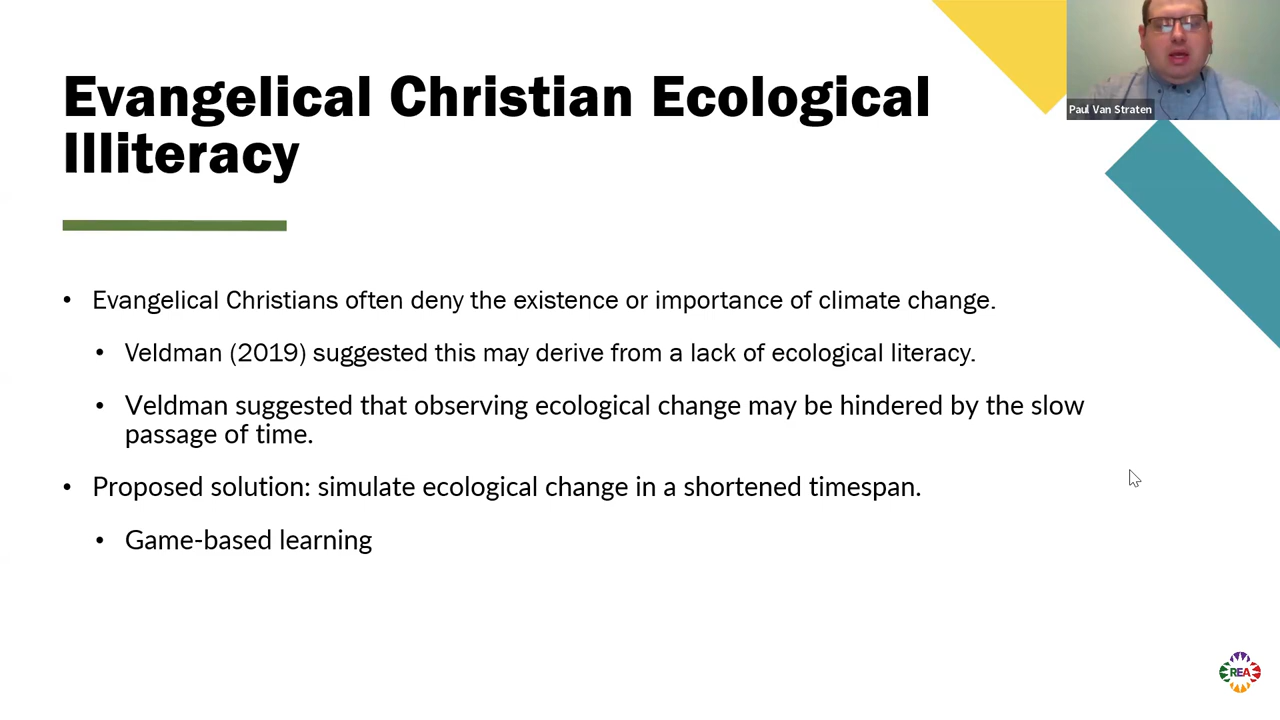 Evangelical Christian Ecological
Illiteracy
Paul Van Straten
• Evangelical Christians often deny the existence or importance of climate change.
• Veldman (2019) suggested this may derive from a lack of ecological literacy.
• Veldman suggested that observing ecological change may be hindered by the slow
passage of time.
• Proposed solution: simulate ecological change in a shortened timespan.
• Game-based learning
REA